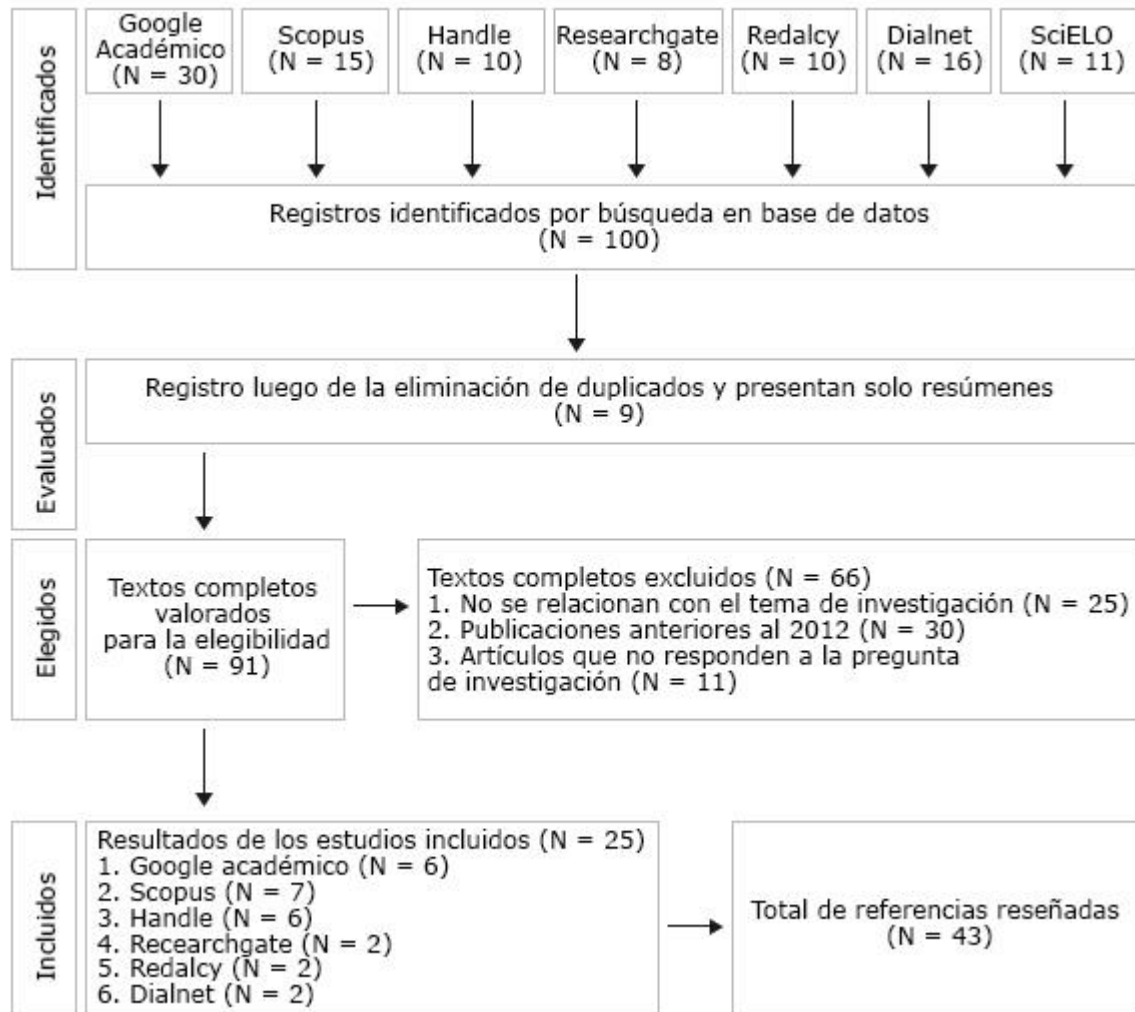 Identificados
Google
Académico
(N = 30)
Scopus
(N = 15)
Handle
(N = 10)
Researchgate
(N = 8)
Redalcy
(N = 10)
Dialnet
(N = 16)
SciELO
(N = 11)
Registros identificados por búsqueda en base de datos
(N = 100)
Evaluados
Registro luego de la eliminación de duplicados y presentan solo resúmenes
(N = 9)
Elegidos
Textos completos
valorados
para la elegibilidad
(N = 91)
Textos completos excluidos (N = 66)
1. No se relacionan con el tema de investigación (N = 25)
2. Publicaciones anteriores al 2012 (N = 30)
3. Artículos que no responden a la pregunta
de investigación (N = 11)
Incluidos
Resultados de los estudios incluidos (N = 25)
1. Google académico (N = 6)
2. Scopus (N = 7)
3. Handle (N = 6)
4. Recearchgate (N = 2)
5. Redalcy (N = 2)
6. Dialnet (N = 2)
Total de referencias reseñadas
(N = 43)